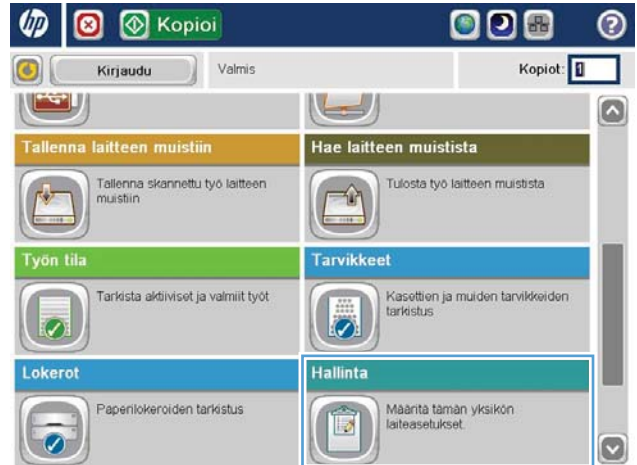 hp Kopioi ?
Kirjaudu Valmis Kopiot: 1
Tallenna laitteen muistiin Hae laitteen muistista
Tallenna skannettu työ laitteen Tulosta työ laitteen muistista
muistiin
Työn tila Tarvikkeet
Tarkista aktiiviset ja valmiit työt Kasettien ja muiden tarvikkeiden
tarkistus
Lokerot Hallinta
Paperilokeroiden tarkistus Määritä tämän yksikön
laiteasetukset.